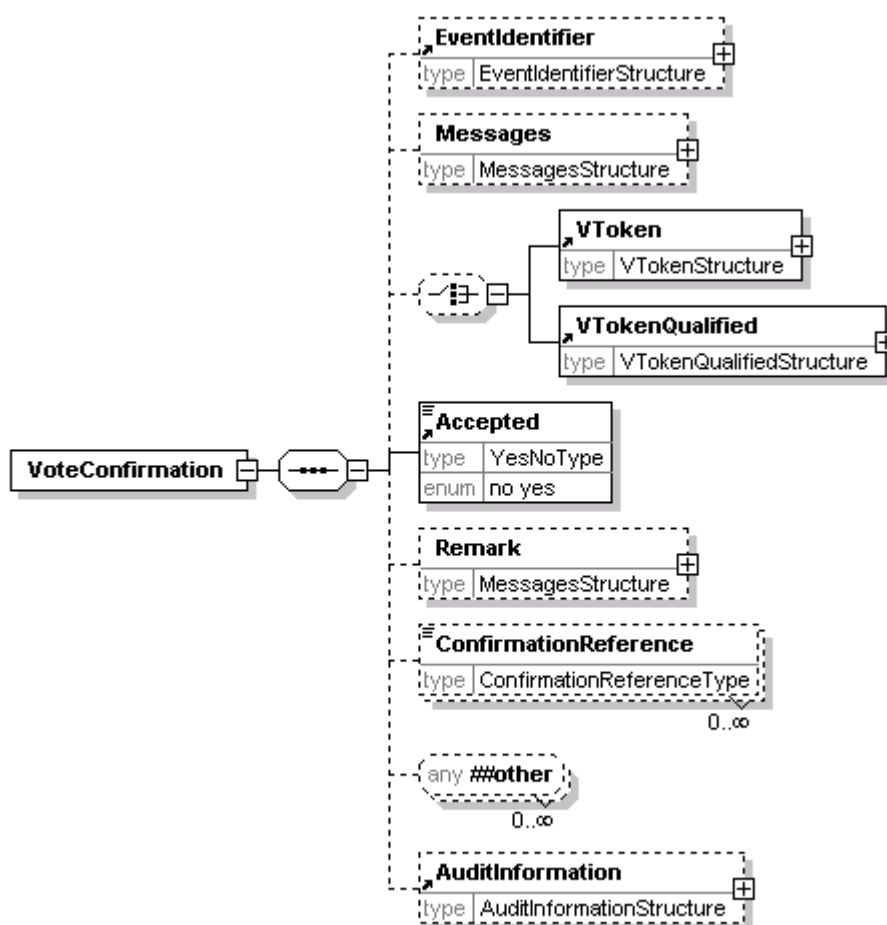 EventIdentifier
type EventIdentifierStructure
Messages
type MessagesStructure
VToken
type VTokenStructure
VTokenQualified
type VTokenQualifiedStructure
Accepted
type YesNoType
enum no yes
VoteConfirmation
Remark
type MessagesStructure
ConfirmationReference
type ConfirmationReferenceType
0..∞
any ##other
0..∞
AuditInformation
type AuditInformationStructure